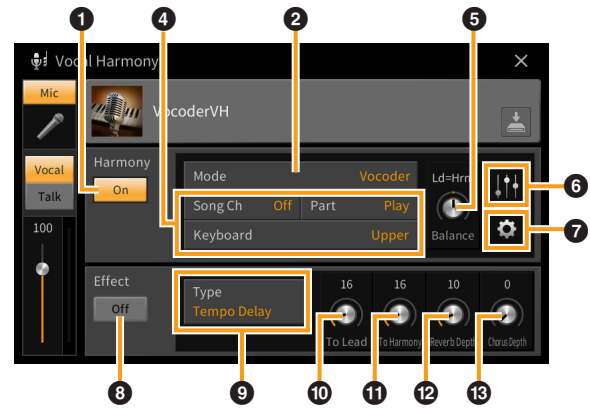 1 4 2 5
Vocal Harmony
Mic
VocoderVH
Harmony
On
Mode Vocoder
Ld=Hrm
6
Vocal
Talk
Song Ch Off Part Play
Keyboard Upper
Balance
7
100
Effect
Off
Type
Tempo Delay
16 16 10 0
To Lead To Harmony Reverb Depth Chorus Depth
8 9 10 11 12 13